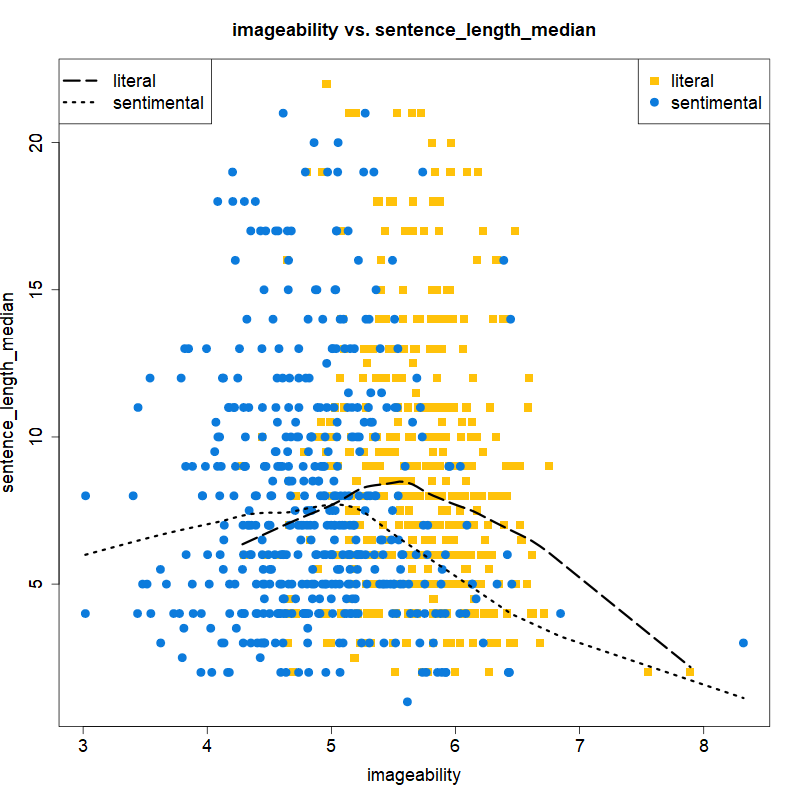 imageability vs. sentence_length_median
literal
sentimental
literal
sentimental
20
15
10
5
sentence_length_median
3 4 5 6 7 8
imageability